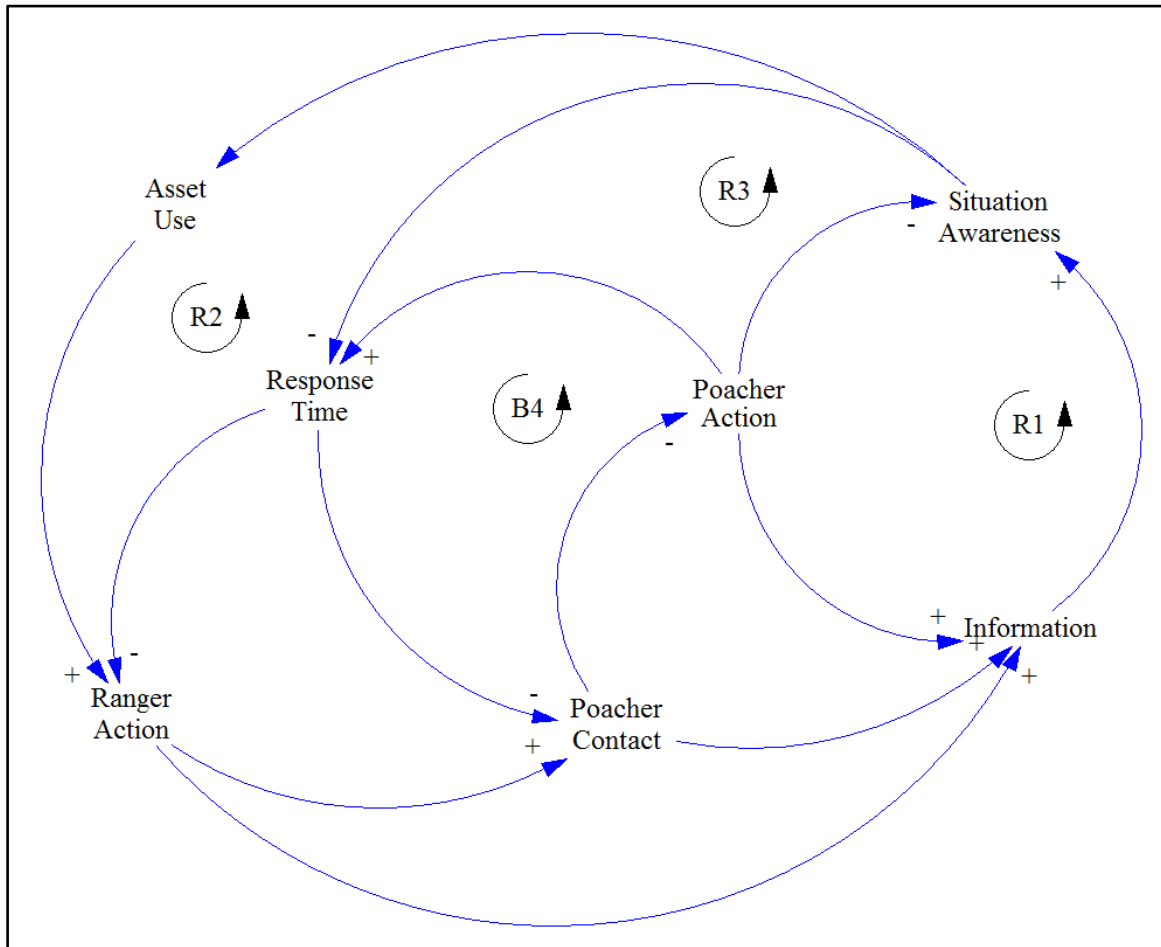 R3
Asset
Use
Situation
Awareness
-
+
R2
-
+
Response
Time
B4
Poacher
Action
-
R1
+
+
Information
+
-
+
Ranger
Action
-
+
Poacher
Contact